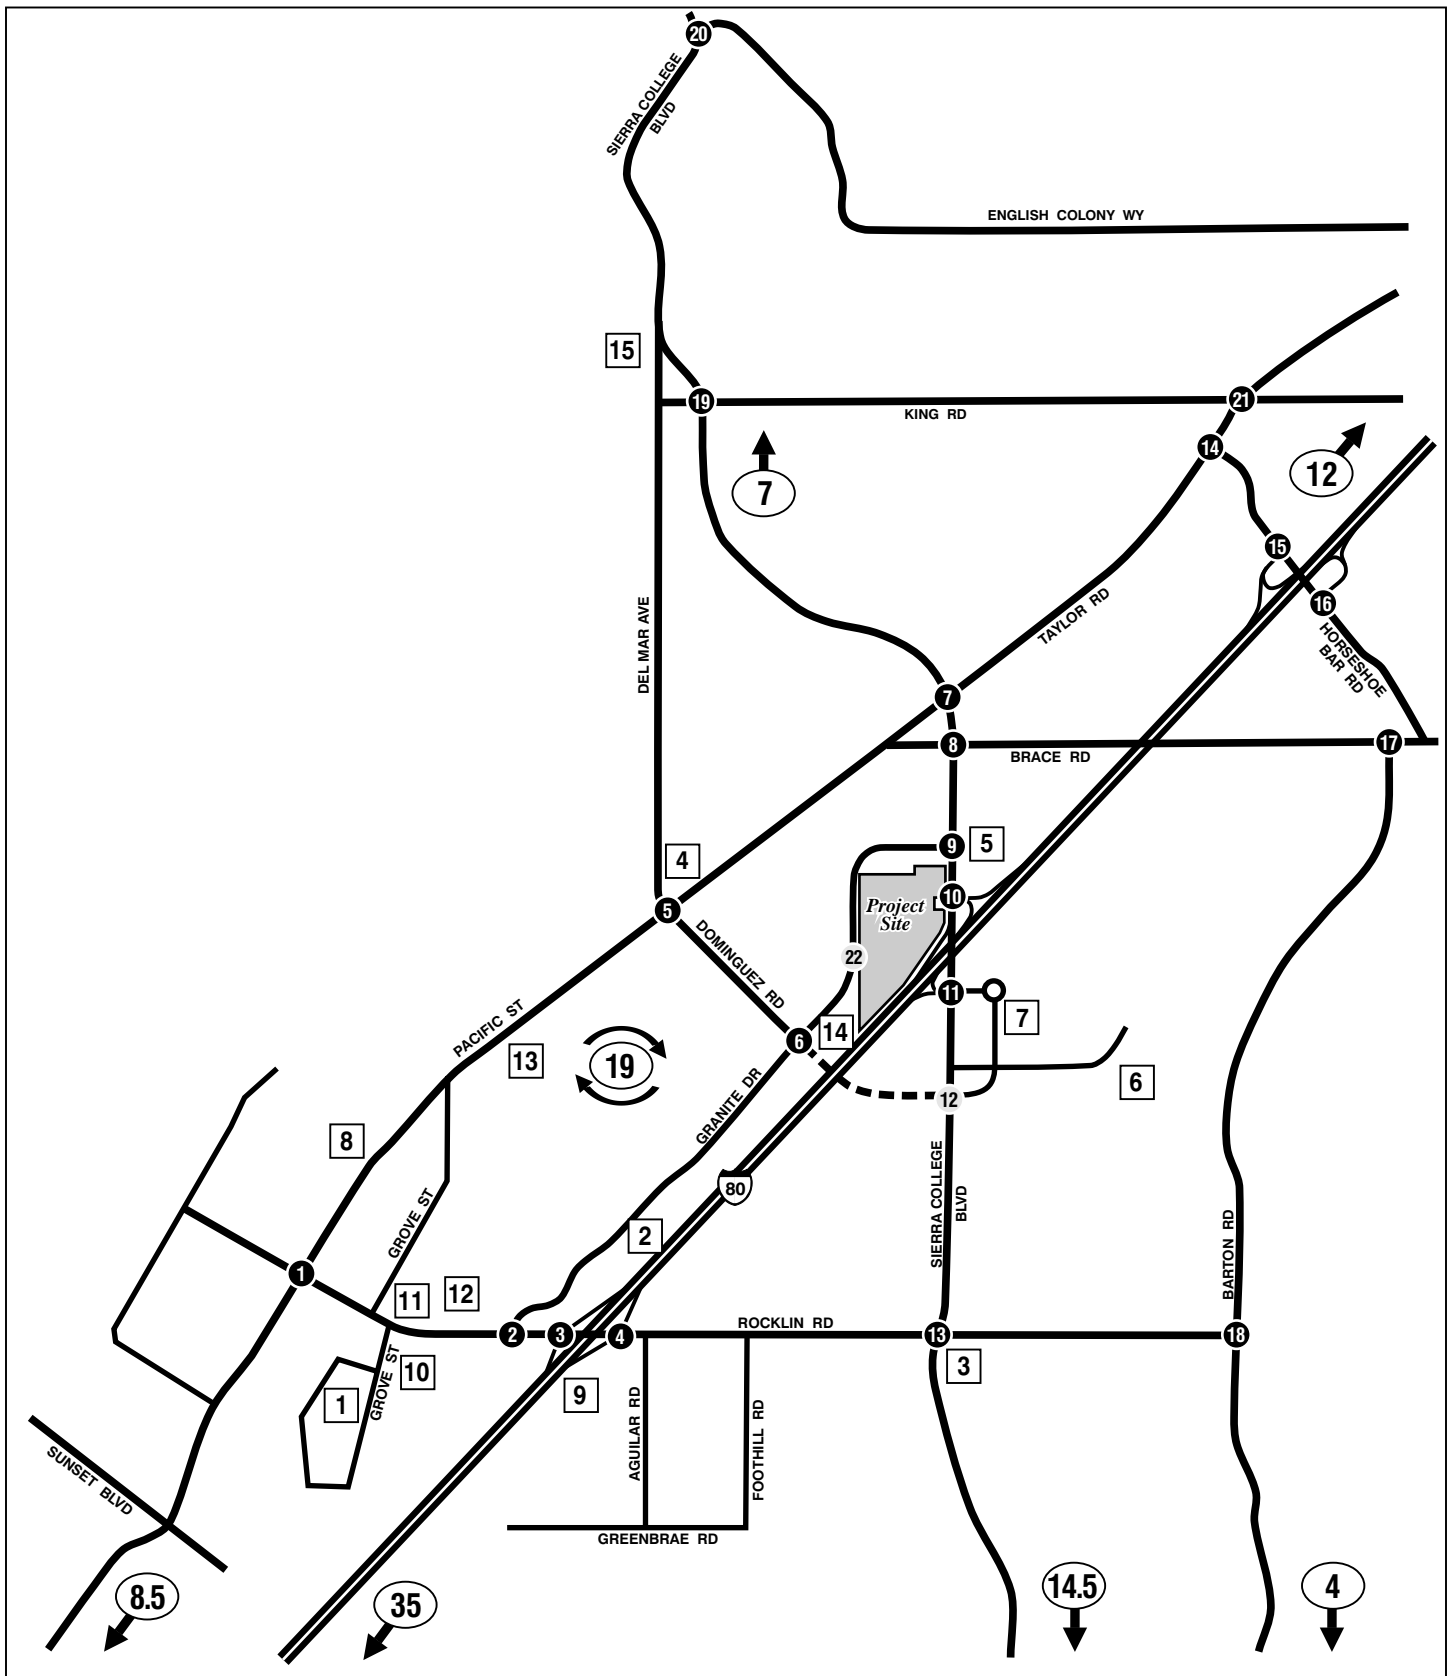 20
SIERRA COLLEGE
BLVD
ENGLISH COLONY WY
15
19
KING RD
21
14
7
12
15
16
HORSESHOE
BAR RD
DEL MAR AVE
TAYLOR RD
7
8
BRACE RD
17
4
9
5
5
10
Project
Site
DOMINGUEZ RD
22
11
7
6
14
PACIFIC ST
13
19
12
6
GRANITE DR
8
80
SIERRA COLLEGE
BLVD
GROVE ST
2
BARTON RD
1
11
12
2
3
4
ROCKLIN RD
13
18
3
10
GROVE ST
1
9
AGUILAR RD
FOOTHILL RD
SUNSET BLVD
GREENBRAE RD
8.5
35
14.5
4